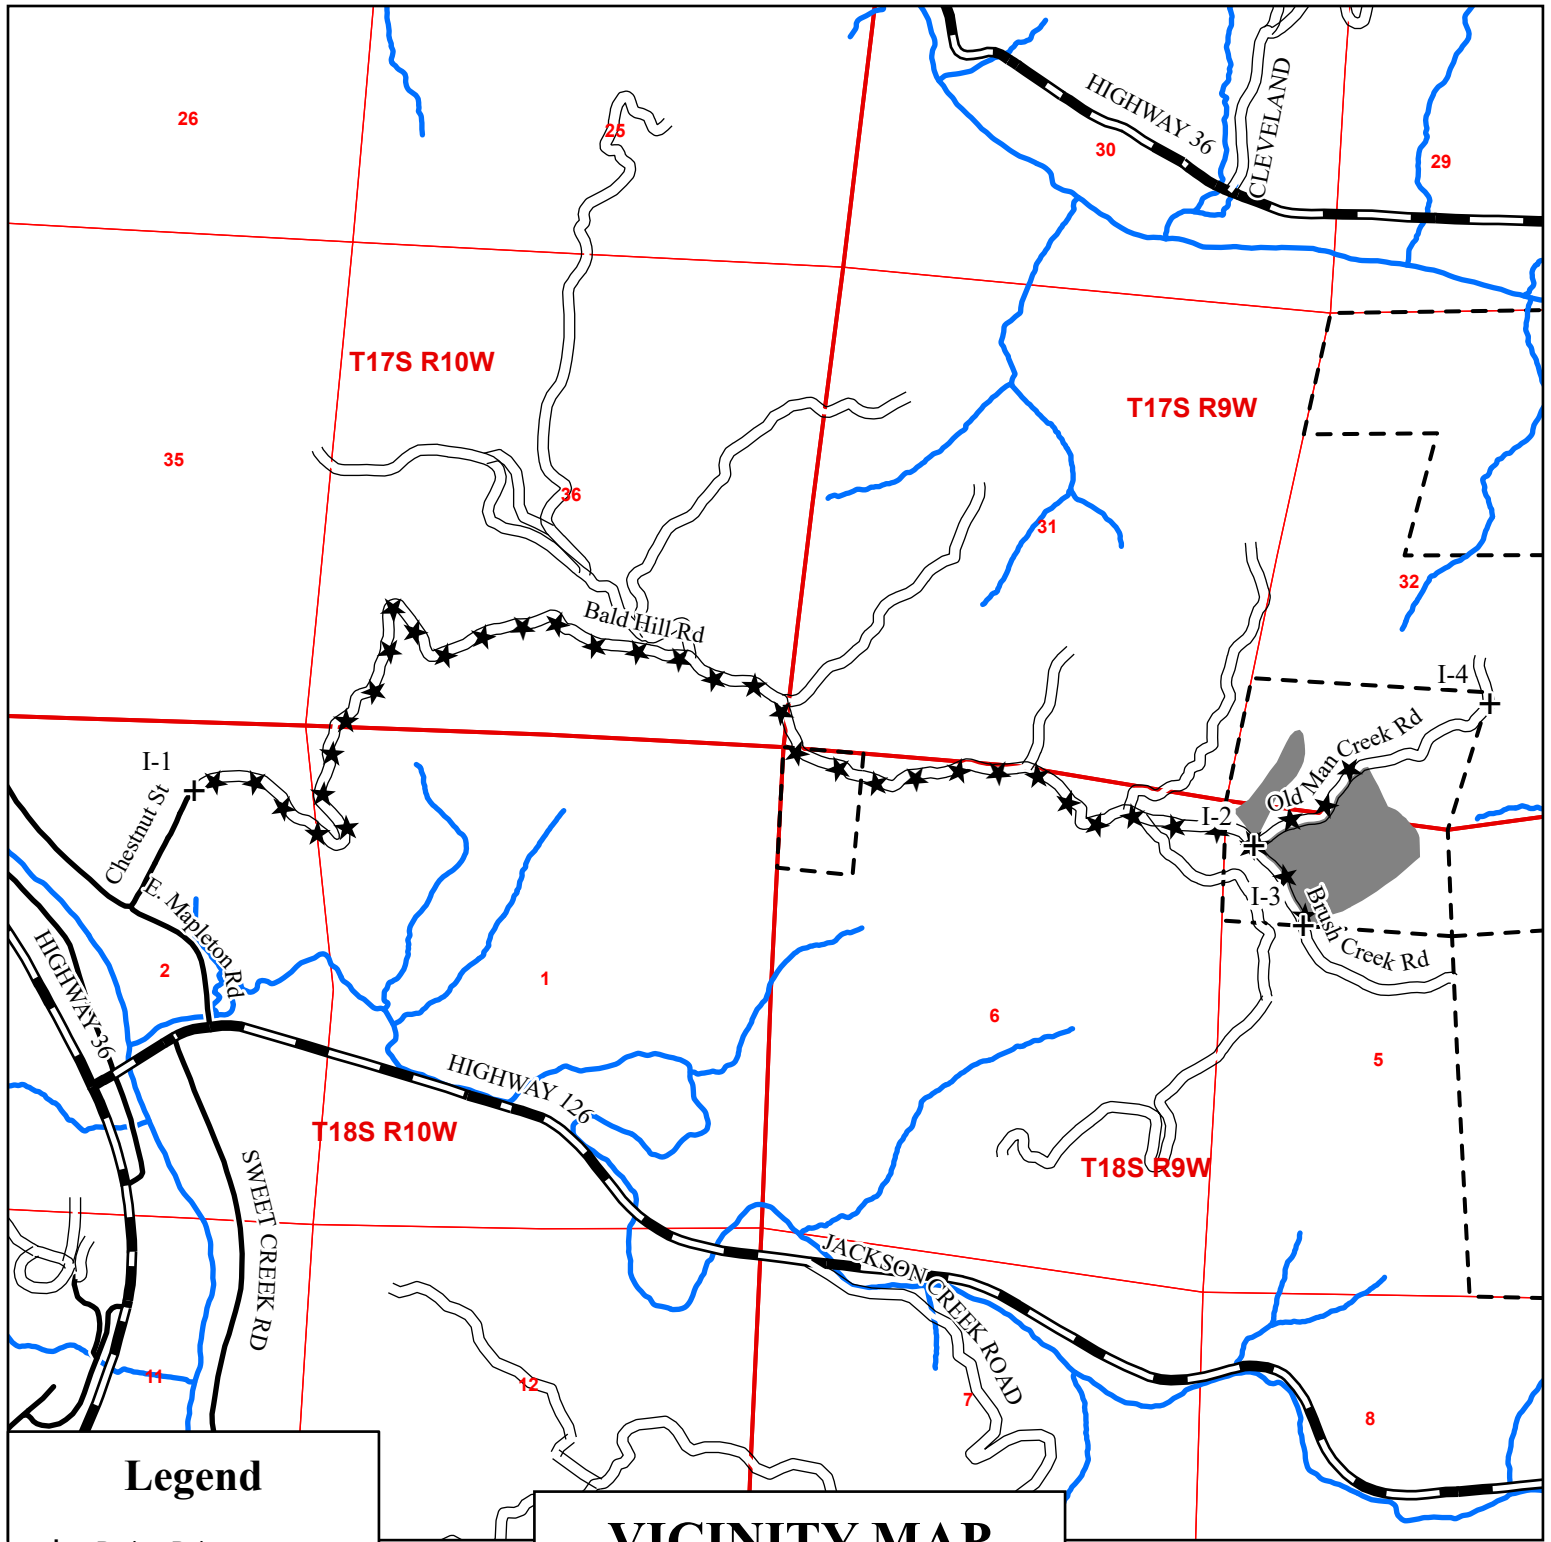 26
25
HIGHWAY 36
CLEVELAND
30
29
T17S R10W
T17S R9W
35
36
31
32
Bald Hill Rd
I-4
I-1
Old Man Creek Rd
I-2
Chestnut St
I-3
Brush Creek Rd
E. Mapleton Rd
HIGHWAY 36
2
1
6
5
HIGHWAY 126
T18S R10W
T18S R9W
SWEET CREEK RD
JACKSON CREEK ROAD
11
12
7
8
Legend
VICINITY MAP